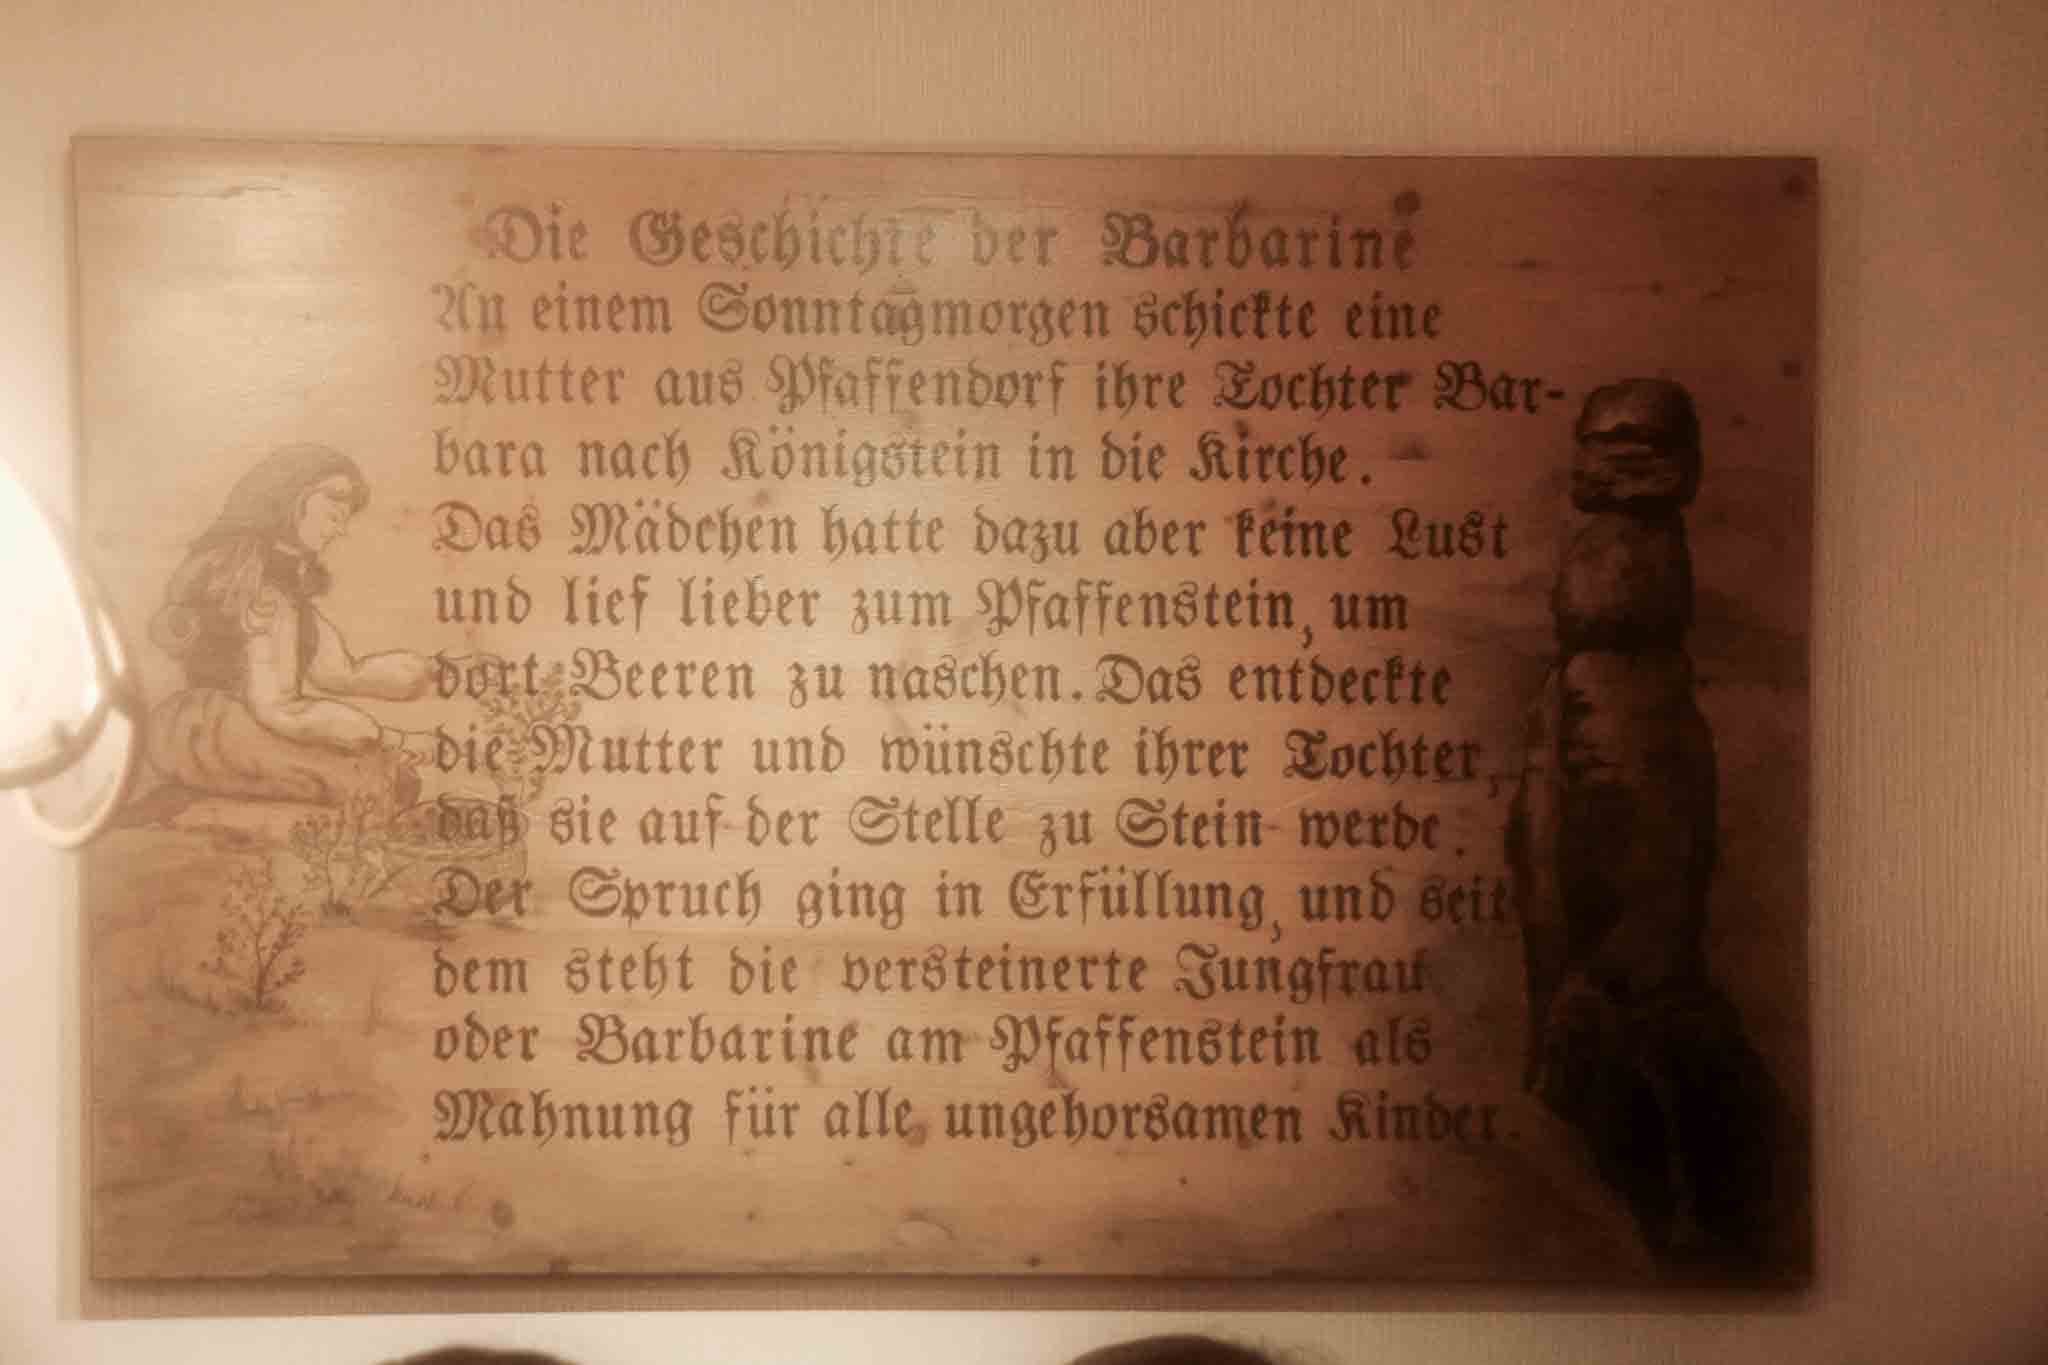 Die Geschichte der Barbarine
An einem Sonntagmorgen schickte eine
Mutter aus Pfaffendorf ihre Tochter Bar-
bara nach Königstein in die Kirche.
Das Mädchen hatte dazu aber keine Lust
und lief lieber zum Pfaffenstein, um
dort Beeren zu naschen. Das entdeckte
die Mutter und wünschte ihrer Tochter,
daß sie auf der Stelle zu Stein werde.
Der Spruch ging in Erfüllung, und seit
dem steht die versteinerte Jungfrau
oder Barbarine am Pfaffenstein als
Mahnung für alle ungehorsamen Kinder.